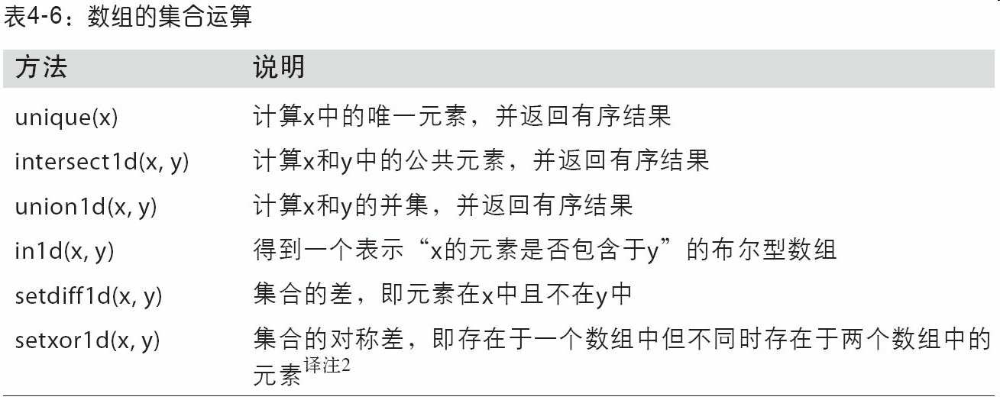 表4-6：数组的集合运算
方法 说明
unique(x) 计算x中的唯一元素，并返回有序结果
intersect1d(x, y) 计算x和y中的公共元素，并返回有序结果
union1d(x, y) 计算x和y的并集，并返回有序结果
in1d(x, y) 得到一个表示“x的元素是否包含于y”的布尔型数组
setdiff1d(x, y) 集合的差，即元素在x中且不在y中
setxor1d(x, y) 集合的对称差，即存在于一个数组中但不同时存在于两个数组中的
元素译注2